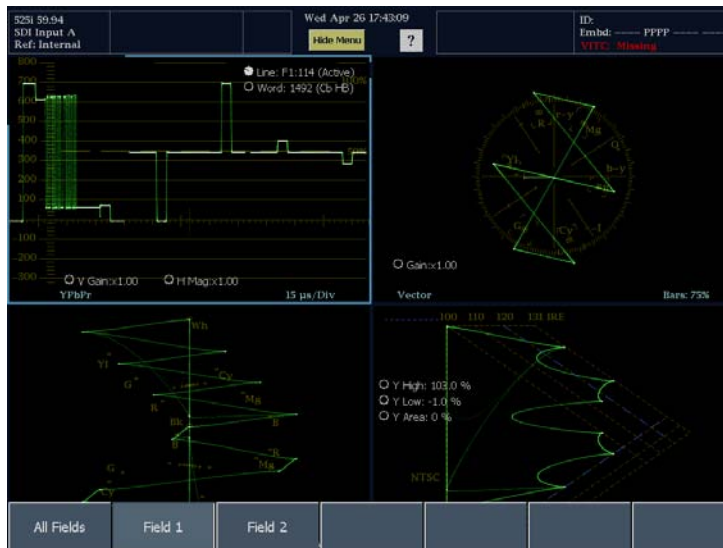 525i 59.94
SDI Input A
Ref: Internal
Wed Apr 26 17:43:09
Hide Menu
?
ID:
Embd: ----- PPPP ----- -----
VITC: Missing
800
700
600
500
400
300
200
100
-100
-200
-300
Line: F1:114 (Active)
100%
Word: 1492 (Cb HB)
50%
V Gain:x1.00
H Mag:x1.00
YPbPr
15 µs/Div
r-y
R
Mg
Q
b-y
B
Yl
G
Cy
-I
Gain:x1.00
Vector
Bars: 75%
Wh
Yl
Cy
G
Mg
R
Bk
B
B
R
G
Mg
Cy
100 110 120 131 IRE
Y High: 103.0 %
Y Low: -1.0 %
Y Area: 0 %
NTSC
All Fields
Field 1
Field 2